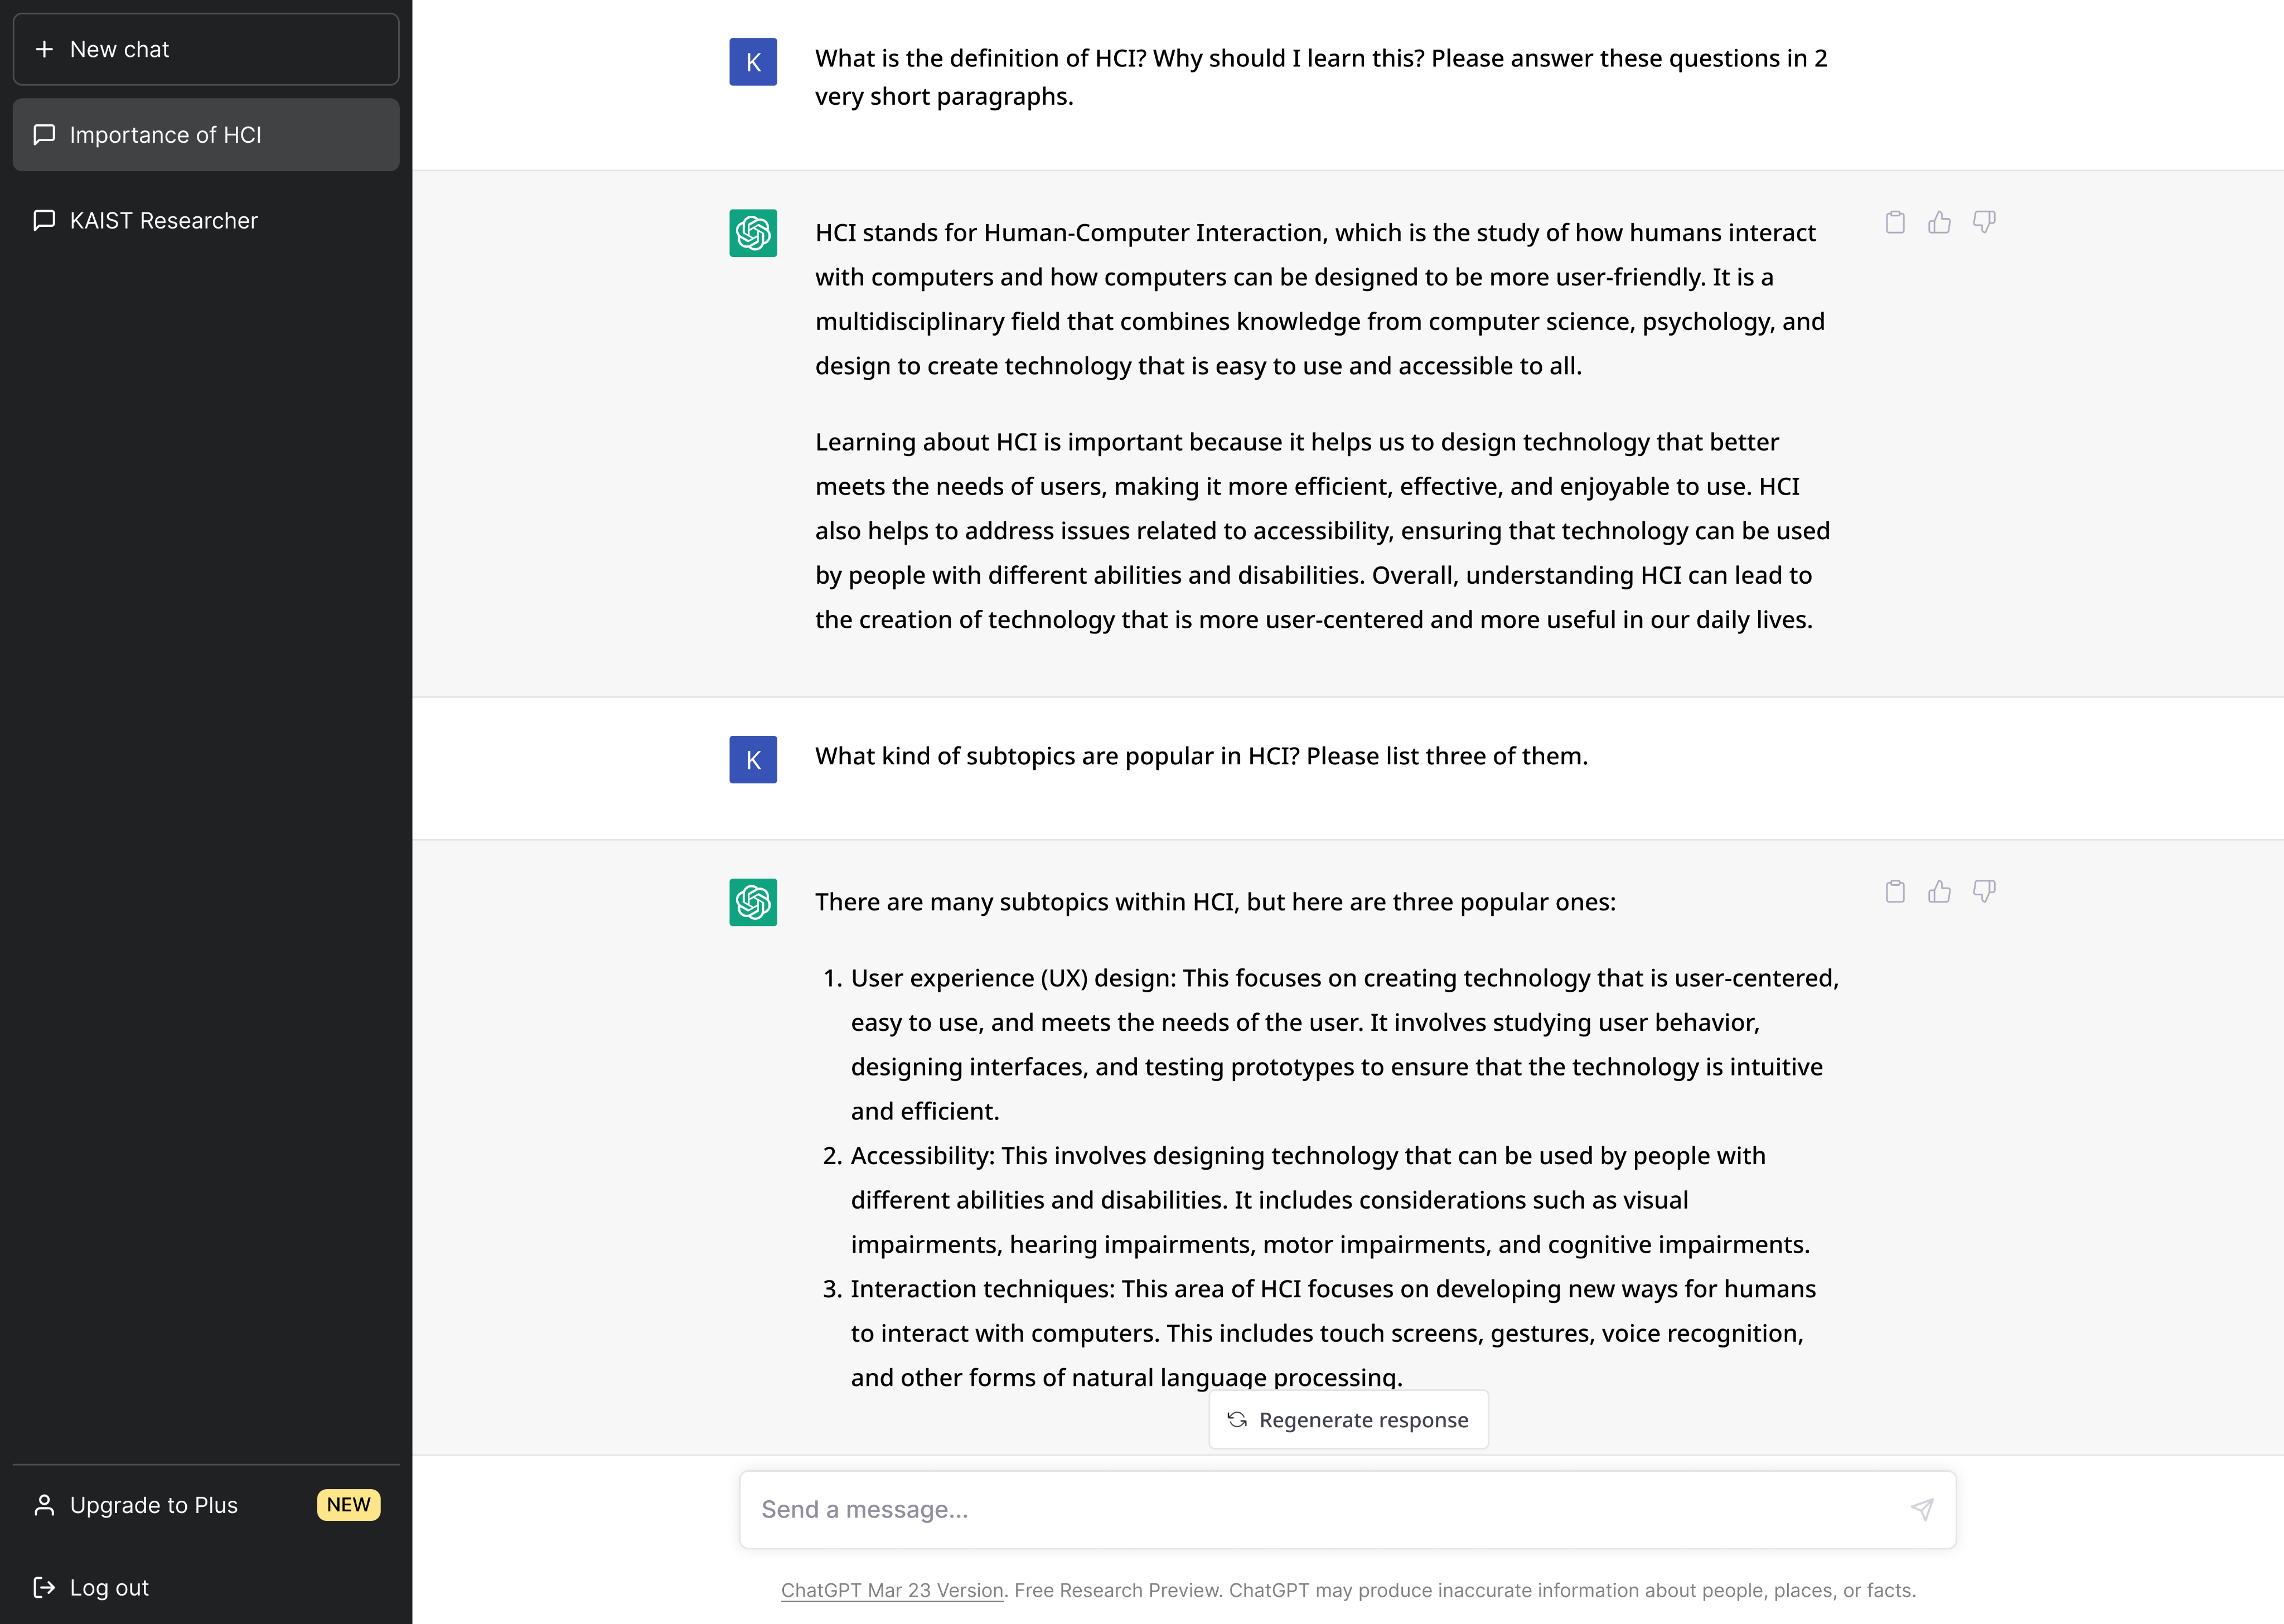 New chat
Importance of HCI
KAIST Researcher
Upgrade to Plus
NEW
Log out
K
What is the definition of HCI? Why should I learn this? Please answer these questions in 2
very short paragraphs.
HCI stands for Human-Computer Interaction, which is the study of how humans interact
with computers and how computers can be designed to be more user-friendly. It is a
multidisciplinary field that combines knowledge from computer science, psychology, and
design to create technology that is easy to use and accessible to all.
Learning about HCI is important because it helps us to design technology that better
meets the needs of users, making it more efficient, effective, and enjoyable to use. HCI
also helps to address issues related to accessibility, ensuring that technology can be used
by people with different abilities and disabilities. Overall, understanding HCI can lead to
the creation of technology that is more user-centered and more useful in our daily lives.
K
What kind of subtopics are popular in HCI? Please list three of them.
There are many subtopics within HCI, but here are three popular ones:
1. User experience (UX) design: This focuses on creating technology that is user-centered,
easy to use, and meets the needs of the user. It involves studying user behavior,
designing interfaces, and testing prototypes to ensure that the technology is intuitive
and efficient.
2. Accessibility: This involves designing technology that can be used by people with
different abilities and disabilities. It includes considerations such as visual
impairments, hearing impairments, motor impairments, and cognitive impairments.
3. Interaction techniques: This area of HCI focuses on developing new ways for humans
to interact with computers. This includes touch screens, gestures, voice recognition,
and other forms of natural language processing.
Regenerate response
Send a message...
ChatGPT Mar 23 Version. Free Research Preview. ChatGPT may produce inaccurate information about people, places, or facts.